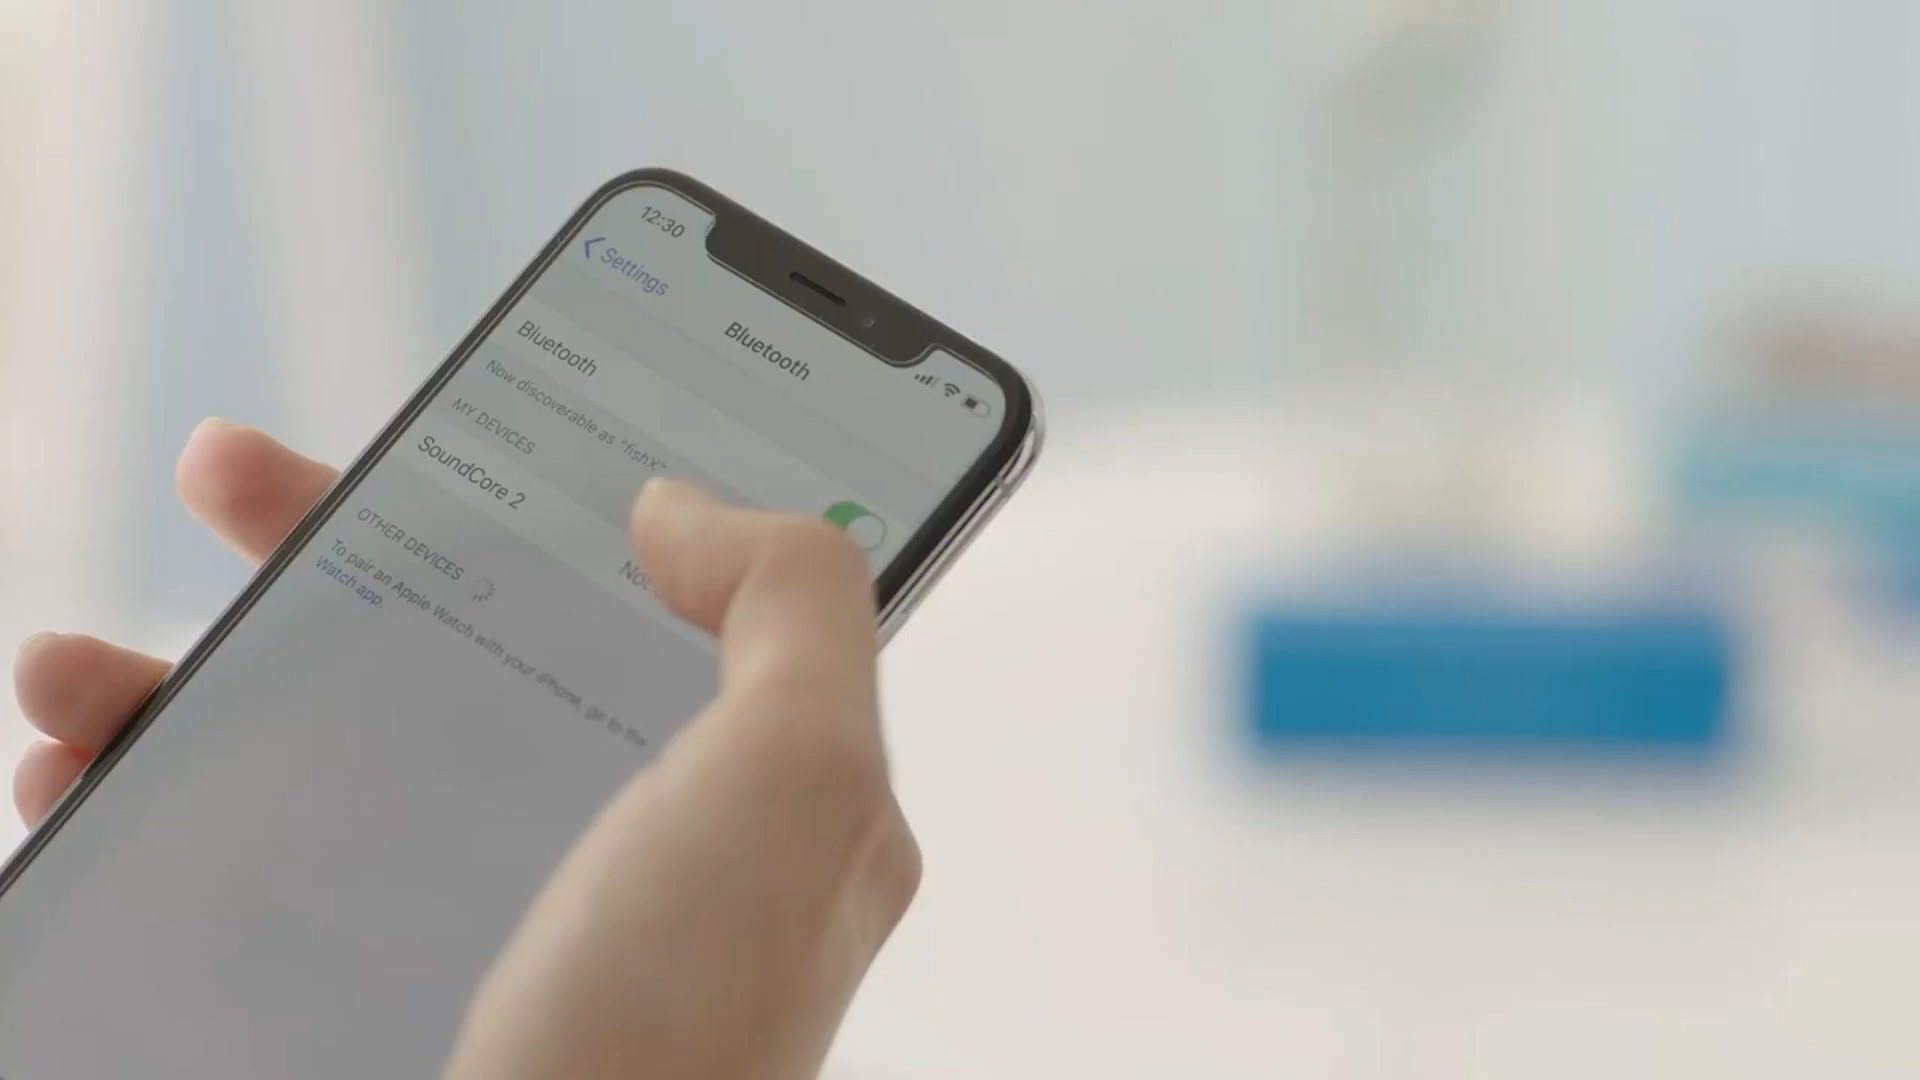 12:30
Settings
Bluetooth
Bluetooth
Now discoverable as "fishX"
MY DEVICES
SoundCore 2
OTHER DEVICES
To pair an Apple Watch with your iPhone, go to the
Watch app.